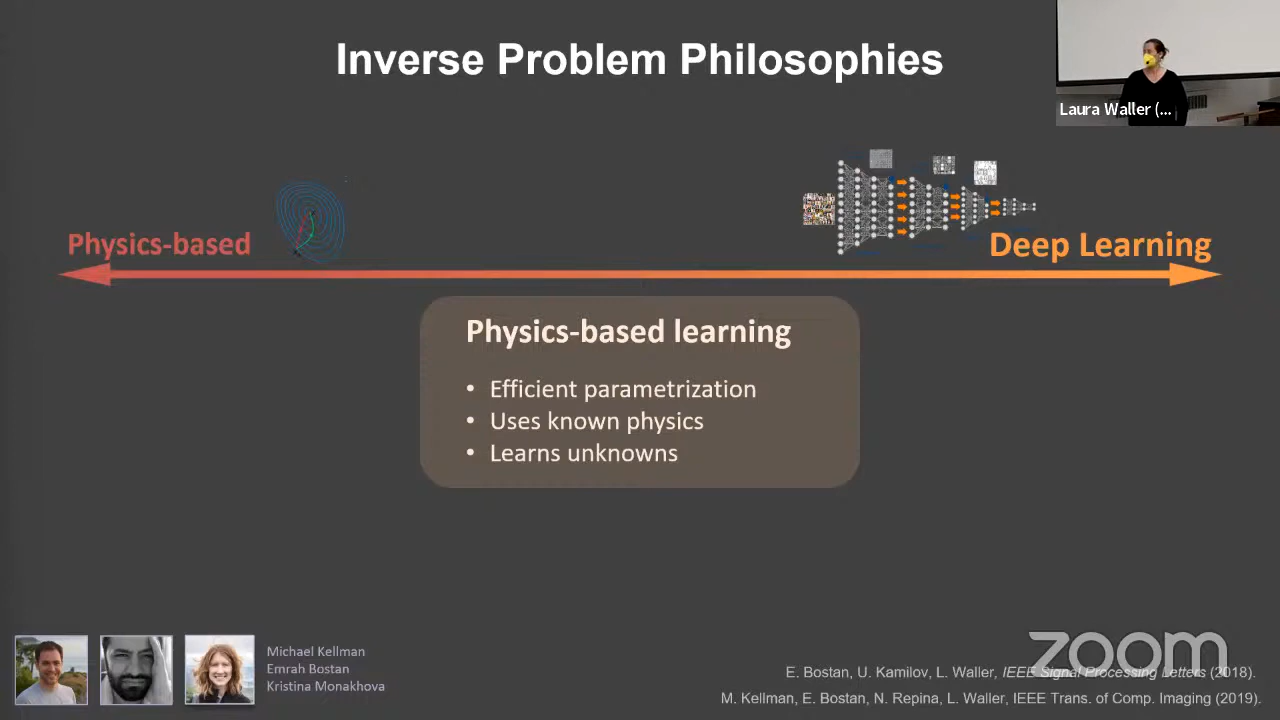 Inverse Problem Philosophies
Laura Waller (...
Physics-based
Deep Learning
Physics-based learning
• Efficient parametrization
• Uses known physics
• Learns unknowns
Michael Kellman
Emrah Bostan
Kristina Monakhova
zoom
E. Bostan, U. Kamilov, L. Waller, IEEE Signal Processing Letters (2018).
M. Kellman, E. Bostan, N. Repina, L. Waller, IEEE Trans. of Comp. Imaging (2019).